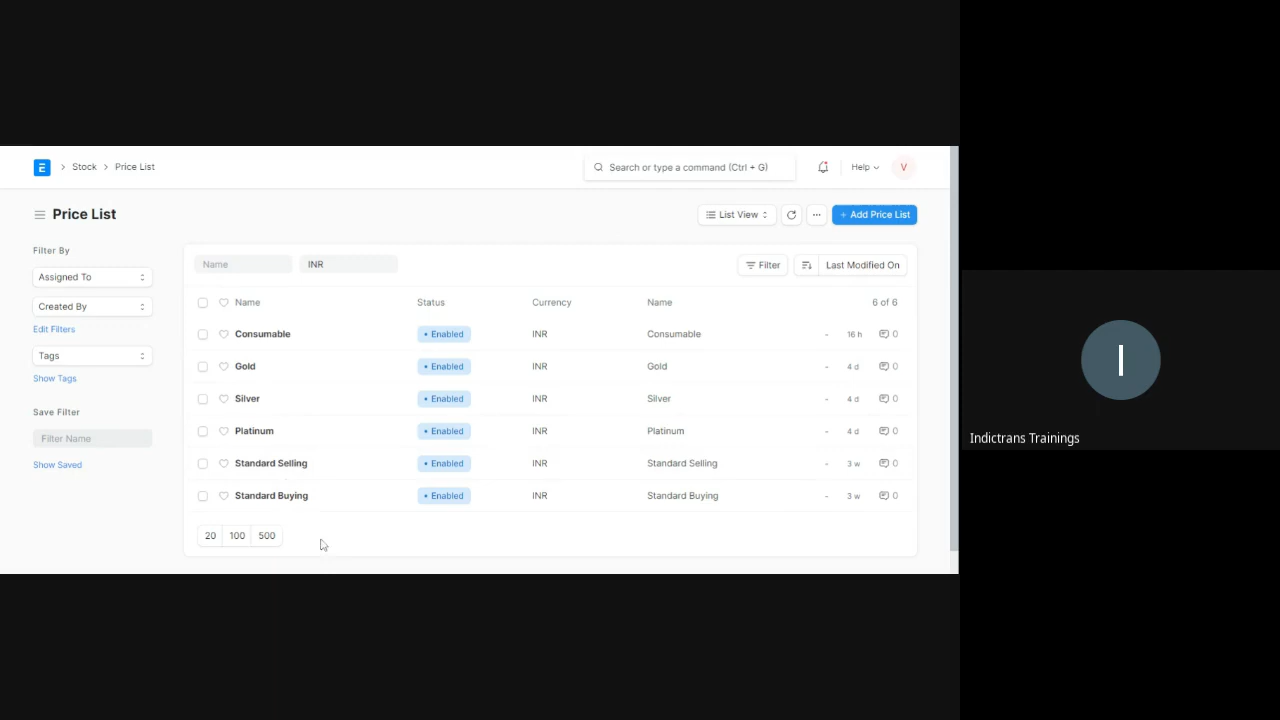 E > Stock > Price List
Search or type a command (Ctrl + G)
Help
V
Price List
List View
...
+ Add Price List
Filter By
Assigned To
Created By
Edit Filters
Tags
Show Tags
Save Filter
Filter Name
Show Saved
Name
INR
Filter
Last Modified On
Name Status Currency Name 6 of 6
Consumable • Enabled INR Consumable - 16 h 0
Gold • Enabled INR Gold - 4 d 0
Silver • Enabled INR Silver - 4 d 0
Platinum • Enabled INR Platinum - 4 d 0
Standard Selling • Enabled INR Standard Selling - 3 w 0
Standard Buying • Enabled INR Standard Buying - 3 w 0
20 100 500
I
Indictrans Trainings